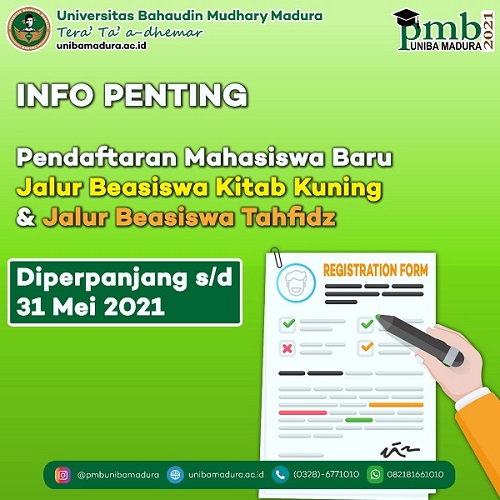 Universitas Bahaudin Mudhary Madura
Tera' Ta' a-dhemar
unibamadura.ac.id
pmb
UNIBA MADURA
2021
INFO PENTING
Pendaftaran Mahasiswa Baru
Jalur Beasiswa Kitab Kuning
& Jalur Beasiswa Tahfidz
Diperpanjang s/d
31 Mei 2021
REGISTRATION FORM
@pmbunibamadura
unibamadura.ac.id
(0328)-6771010
082181661010